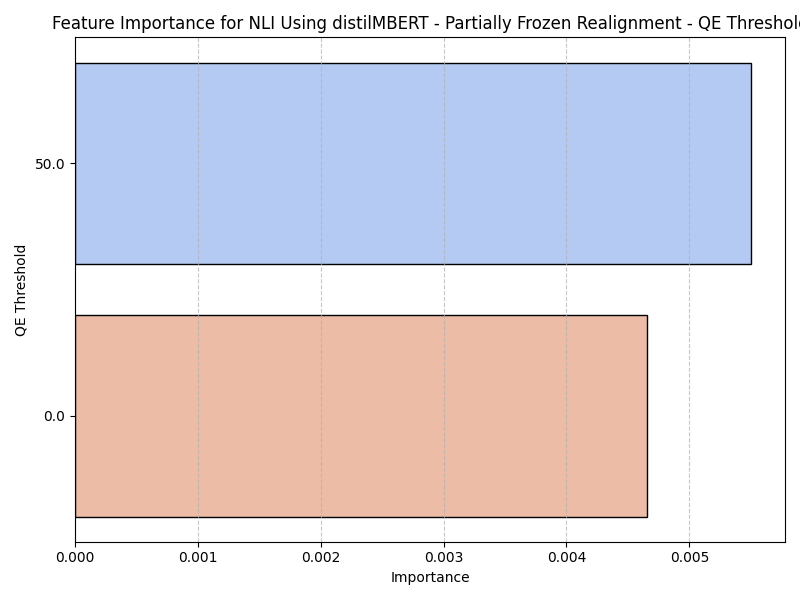 Feature Importance for NLI Using distilMBERT - Partially Frozen Realignment - QE Threshold
50.0
0.0
QE Threshold
0.000 0.001 0.002 0.003 0.004 0.005
Importance